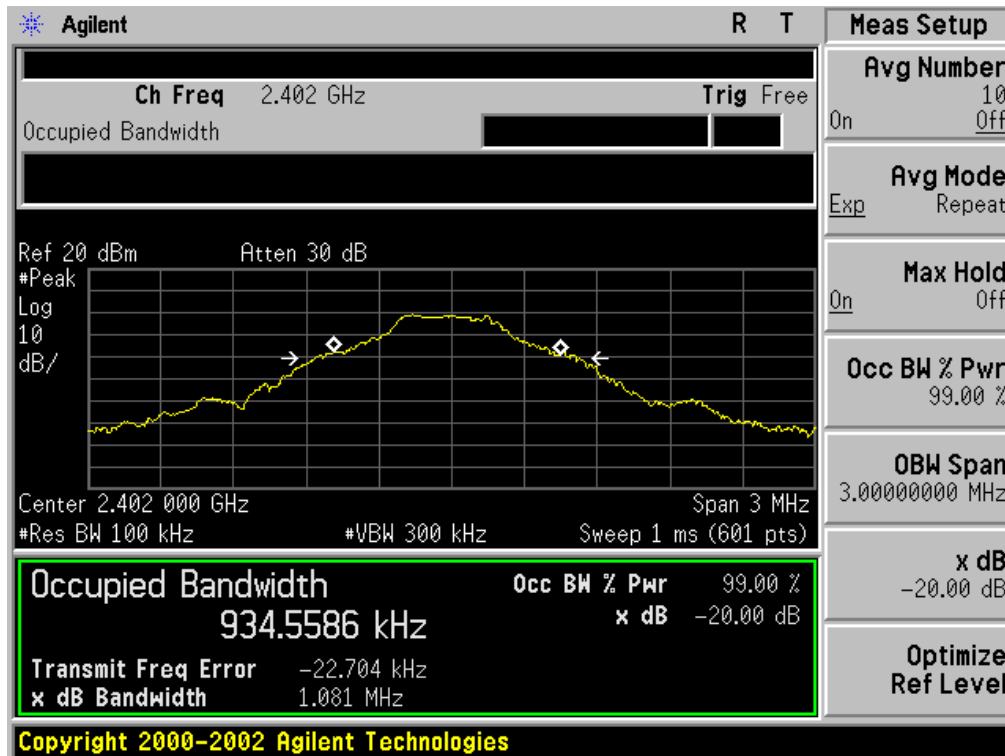 Agilent R T
Ch Freq 2.402 GHz Trig Free
Occupied Bandwidth
Ref 20 dBm Atten 30 dB
#Peak
Log
10
dB/
Center 2.402 000 GHz Span 3 MHz
#Res BW 100 kHz #VBW 300 kHz Sweep 1 ms (601 pts)
Occupied Bandwidth
934.5586 kHz
Occ BW % Pwr 99.00 %
x dB -20.00 dB
Transmit Freq Error -22.704 kHz
x dB Bandwidth 1.081 MHz
Copyright 2000-2002 Agilent Technologies
Meas Setup
Avg Number
10
On Off
Avg Mode
Exp Repeat
Max Hold
On Off
Occ BW % Pwr
99.00 %
OBW Span
3.00000000 MHz
x dB
-20.00 dB
Optimize
Ref Level